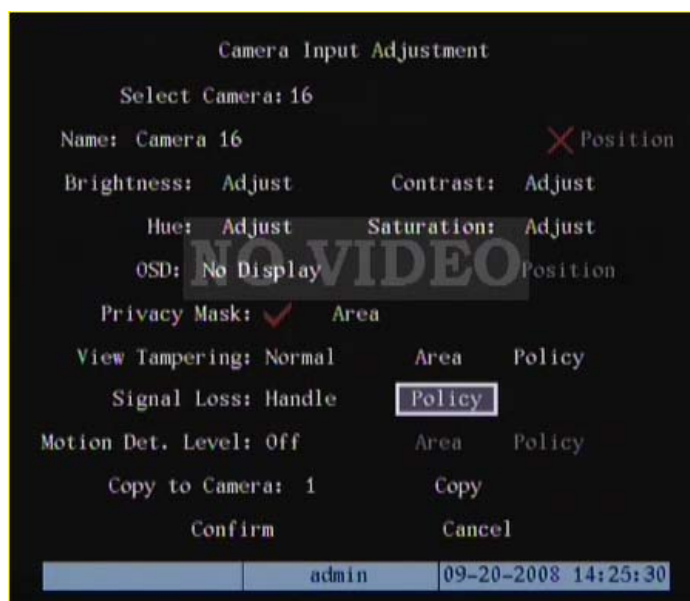 Camera Input Adjustment
Select Camera: 16
Name: Camera 16 Position
Brightness: Adjust Contrast: Adjust
Hue: Adjust Saturation: Adjust
NO VIDEO
OSD: No Display Position
Privacy Mask: Area
View Tampering: Normal Area Policy
Signal Loss: Handle Policy
Motion Det. Level: Off Area Policy
Copy to Camera: 1 Copy
Confirm Cancel
admin 09-20-2008 14:25:30